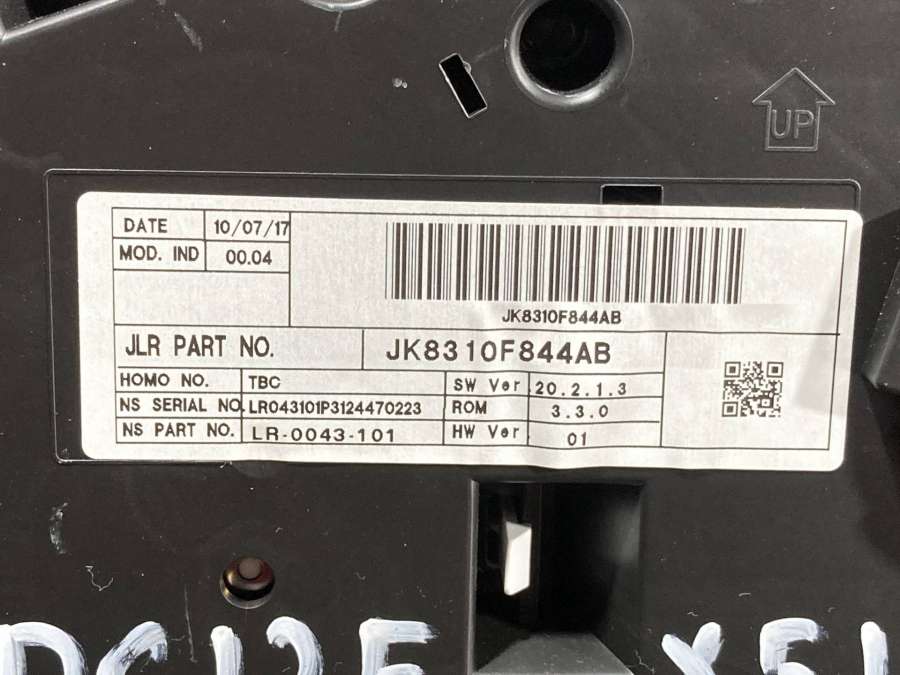 UP
DATE 10/07/17
MOD. IND 00.04
JK8310F844AB
JLR PART NO. JK8310F844AB
HOMO NO. TBC SW Ver 20.2.1.3
NS SERIAL NO. LR043101P3124470223 ROM 3.3.0
NS PART NO. LR-0043-101 HW Ver 01